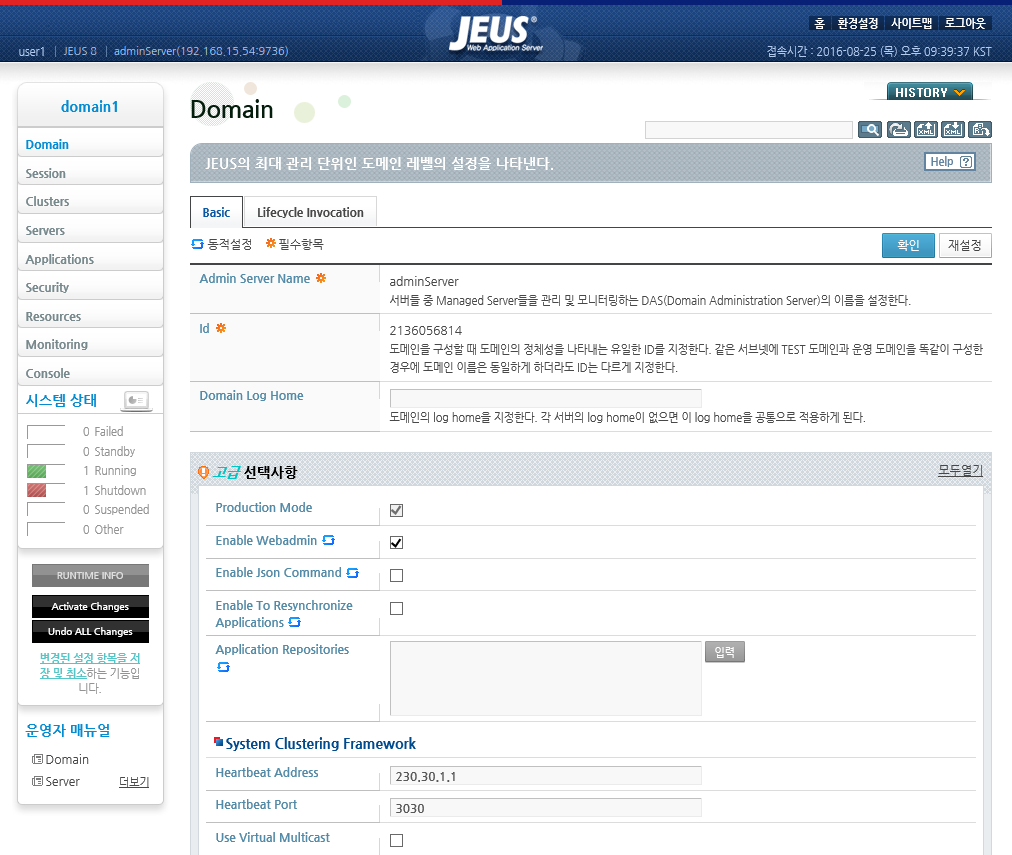 JEUS®
Web Application Server
홈 환경설정 사이트맵 로그아웃
user1 | JEUS 8 | adminServer(192.168.15.54:9736)
접속시간 : 2016-08-25 (목) 오후 09:39:37 KST
domain1
Domain
Session
Clusters
Servers
Applications
Security
Resources
Monitoring
Console
시스템 상태
0 Failed
0 Standby
1 Running
1 Shutdown
0 Suspended
0 Other
RUNTIME INFO
Activate Changes
Undo ALL Changes
변경된 설정 항목을 저
장 및 취소하는 기능입
니다.
운영자 매뉴얼
Domain
Server 더보기
Domain
HISTORY
XML XML
JEUS의 최대 관리 단위인 도메인 레벨의 설정을 나타낸다.
Help ?
Basic Lifecycle Invocation
동적설정 필수항목
확인 재설정
Admin Server Name
adminServer
서버들 중 Managed Server들을 관리 및 모니터링하는 DAS(Domain Administration Server)의 이름을 설정한다.
Id
2136056814
도메인을 구성할 때 도메인의 정체성을 나타내는 유일한 ID를 지정한다. 같은 서브넷에 TEST 도메인과 운영 도메인을 똑같이 구성한
경우에 도메인 이름은 동일하게 하더라도 ID는 다르게 지정한다.
Domain Log Home
도메인의 log home을 지정한다. 각 서버의 log home이 없으면 이 log home을 공통으로 적용하게 된다.
고급 선택사항
모두열기
Production Mode
Enable Webadmin
Enable Json Command
Enable To Resynchronize
Applications
Application Repositories
입력
System Clustering Framework
Heartbeat Address
230.30.1.1
Heartbeat Port
3030
Use Virtual Multicast